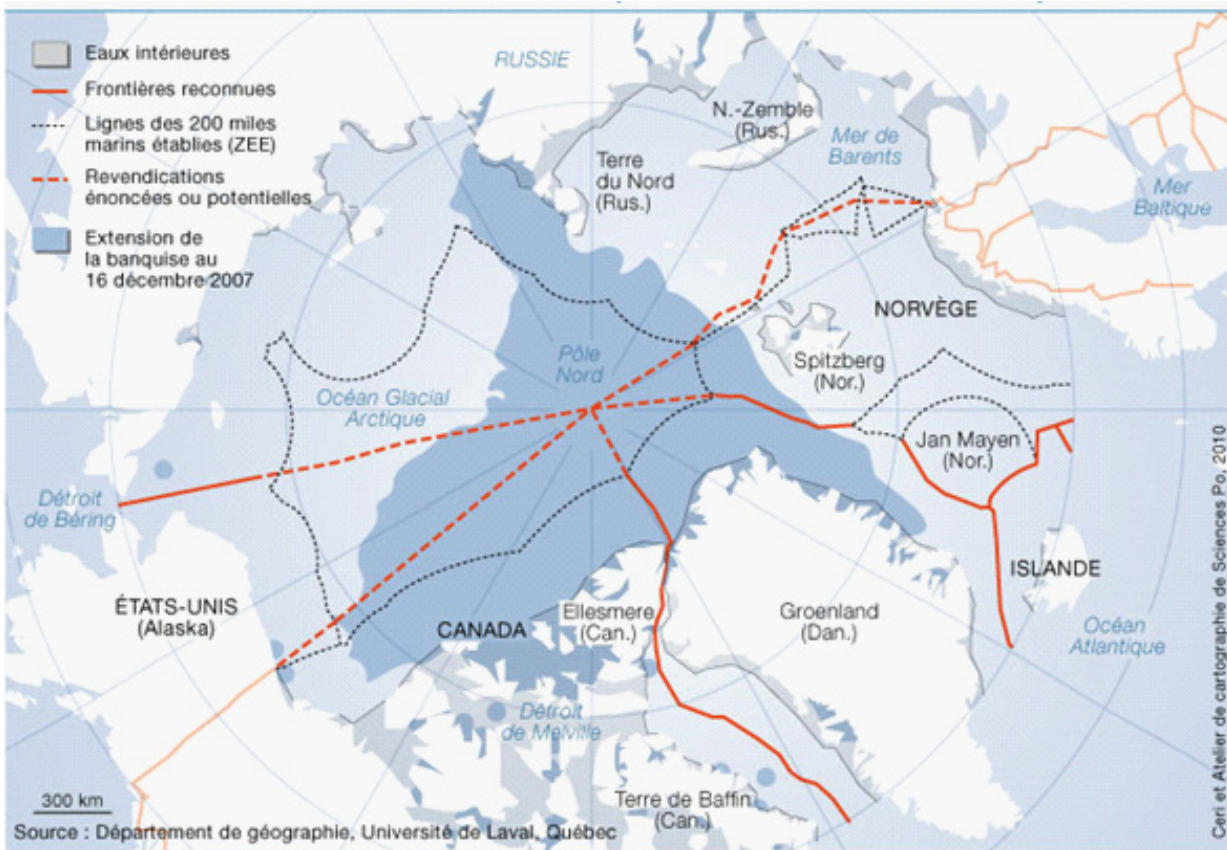 Eaux intérieures
Frontières reconnues
Lignes des 200 miles
marins établies (ZEE)
Revendications
énoncées ou potentielles
Extension de
la banquise au
16 décembre 2007
RUSSIE
N.-Zemble
(Rus.)
Mer de
Barents
Terre
du Nord
(Rus.)
Mer
Baltique
NORVÈGE
Pôle
Nord
Spitzberg
(Nor.)
Océan Glacial
Arctique
Jan Mayen
(Nor.)
Détroit
de Béring
ISLANDE
ÉTATS-UNIS
(Alaska)
CANADA
Ellesmere
(Can.)
Groenland
(Dan.)
Océan
Atlantique
Détroit
de Melville
Terre de Baffin
(Can.)
300 km
Source : Département de géographie, Université de Laval, Québec
Ceri et Atelier de cartographie de Sciences Po, 2010